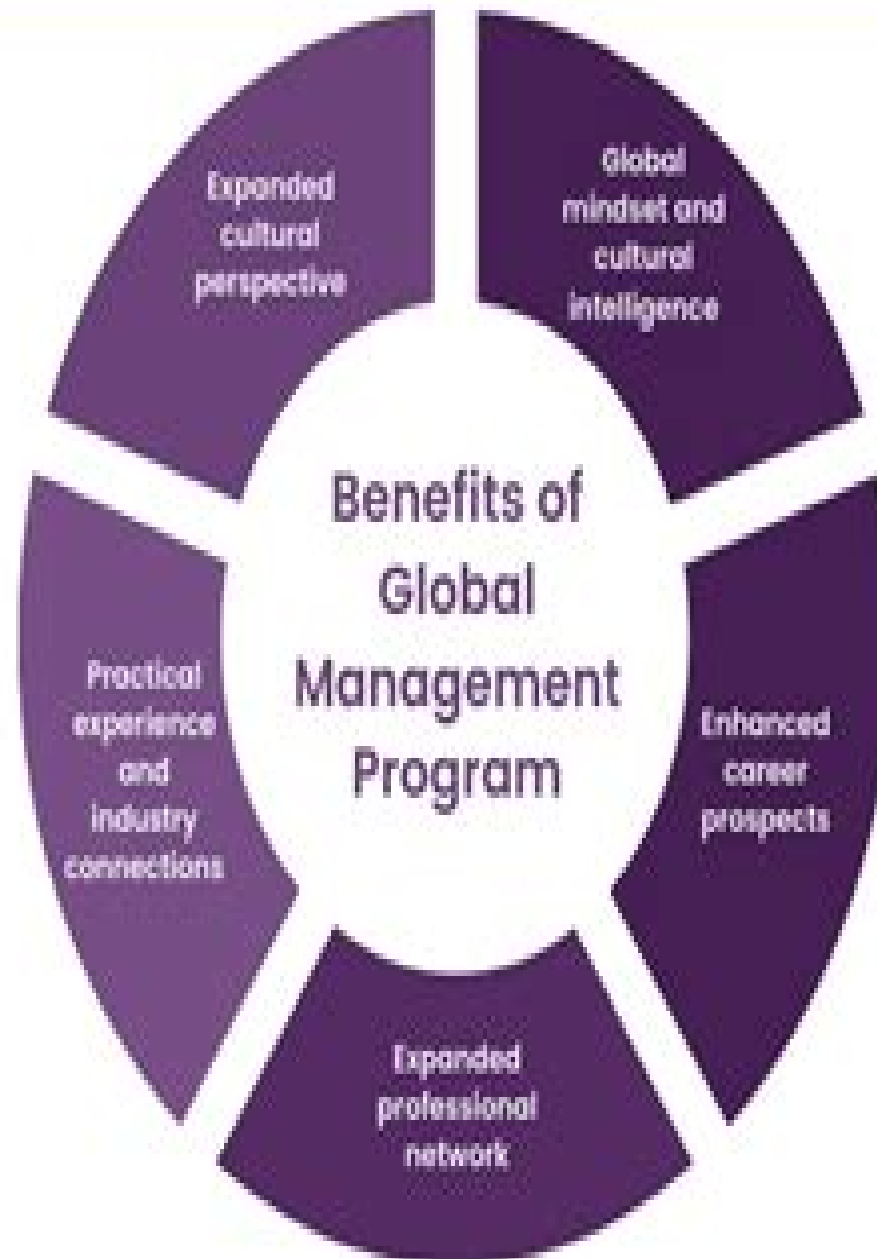 Benefits of
Global
Management
Program
Global
mindset and
cultural
intelligence
Enhanced
career
prospects
Expanded
professional
network
Practical
experience
and
industry
connections
Expanded
cultural
perspective